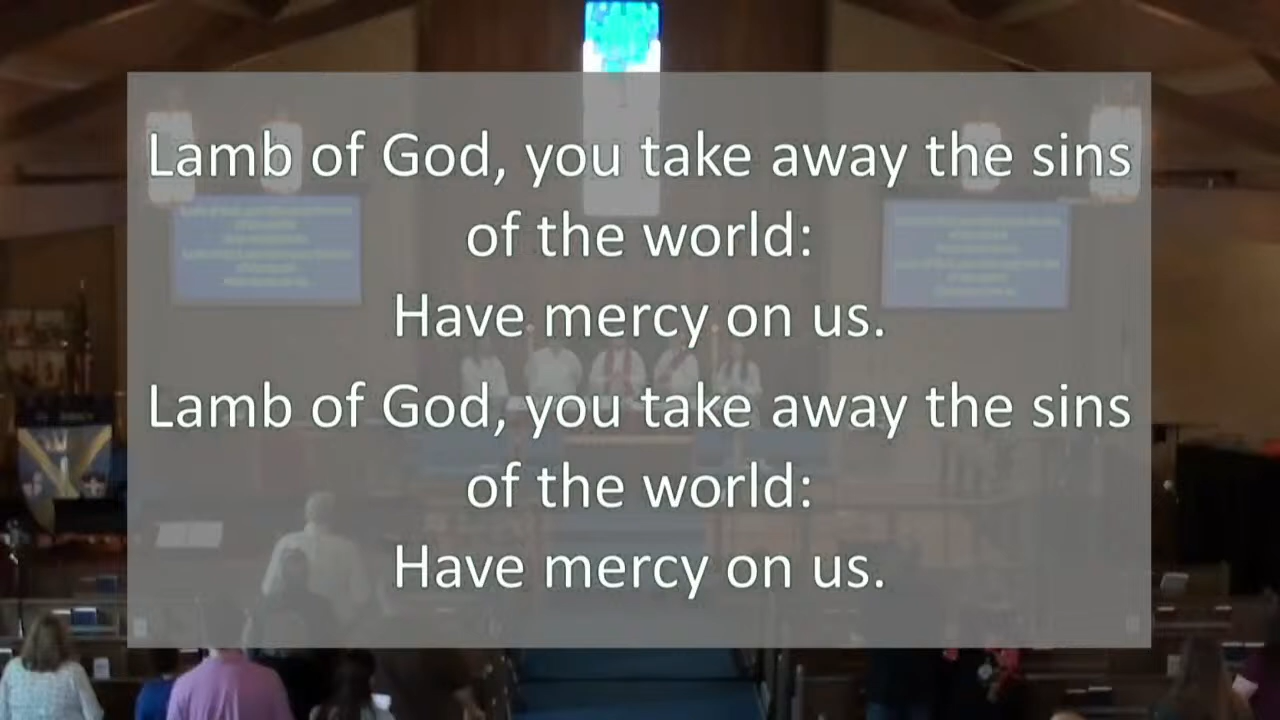 Lamb of God, you take away the sins
of the world:
Have mercy on us.
Lamb of God, you take away the sins
of the world:
Have mercy on us.